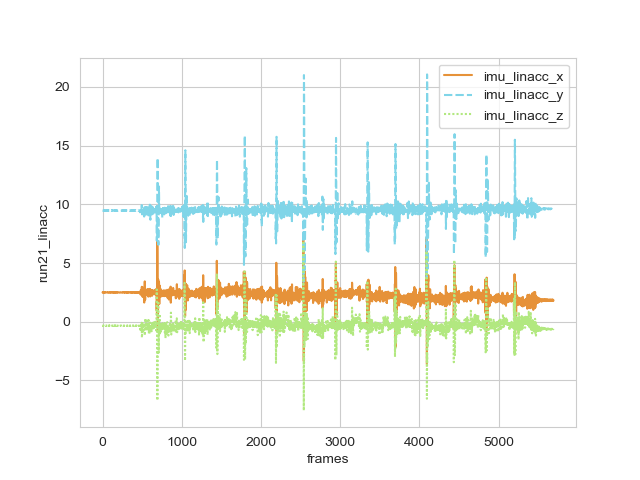 imu_linacc_x
imu_linacc_y
imu_linacc_z
20
15
10
5
0
−5
run21_linacc
0 1000 2000 3000 4000 5000
frames